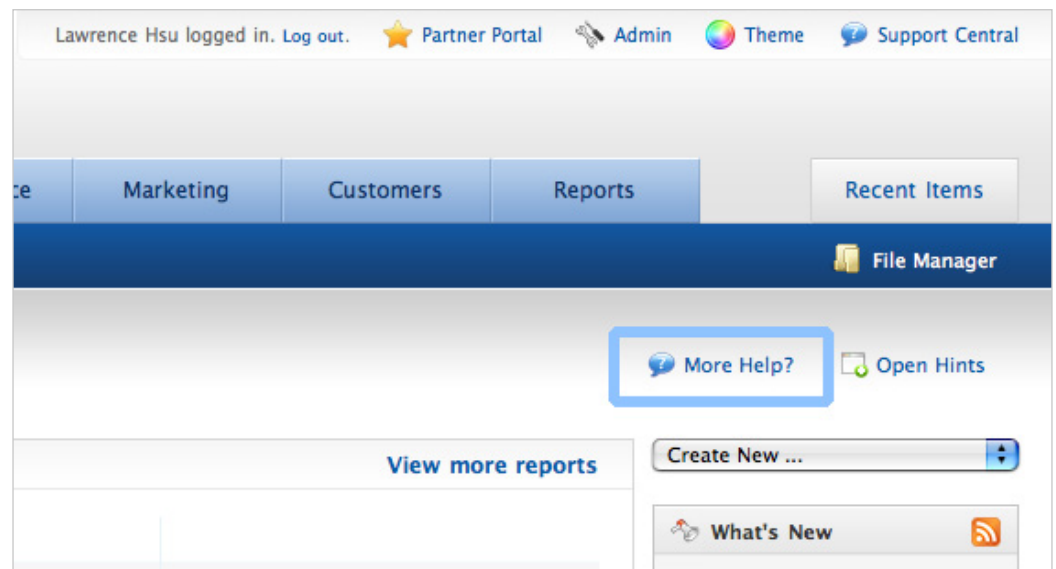 Lawrence Hsu logged in. Log out. Partner Portal Admin Theme Support Central
ce Marketing Customers Reports Recent Items
File Manager
More Help? Open Hints
View more reports Create New ...
What's New